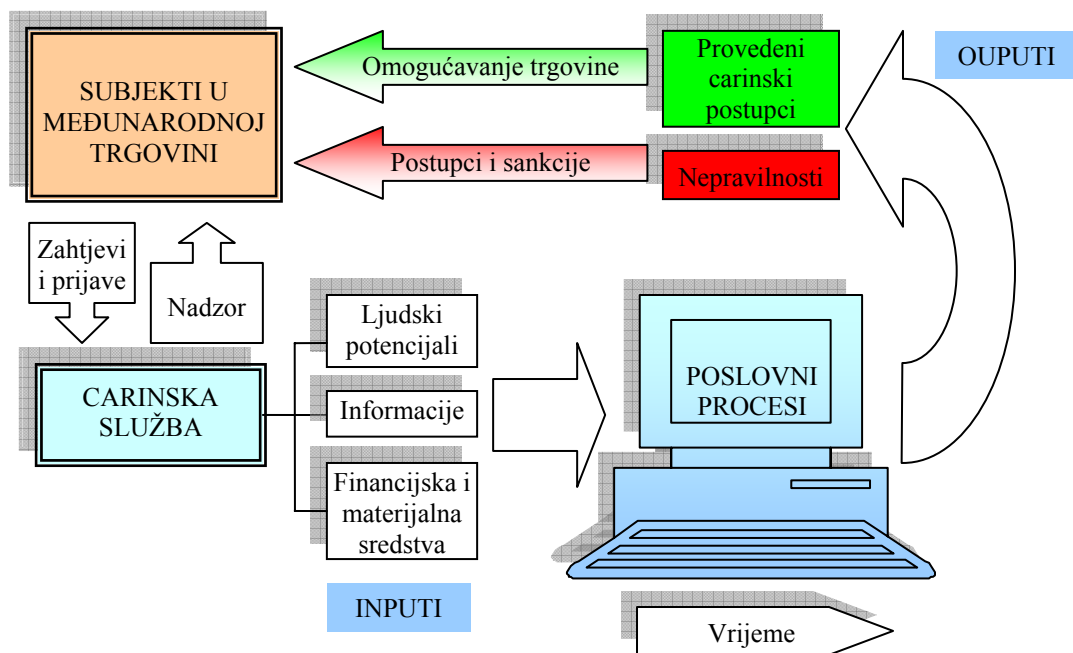 SUBJEKTI U
MEĐUNARODNOJ
TRGOVINI
Omogućavanje trgovine
Provedeni
carinski
postupci
OUPUTI
Postupci i sankcije
Nepravilnosti
Zahtjevi
i prijave
Nadzor
CARINSKA
SLUŽBA
Ljudski
potencijali
Informacije
Financijska i
materijalna
sredstva
POSLOVNI
PROCESI
INPUTI
Vrijeme